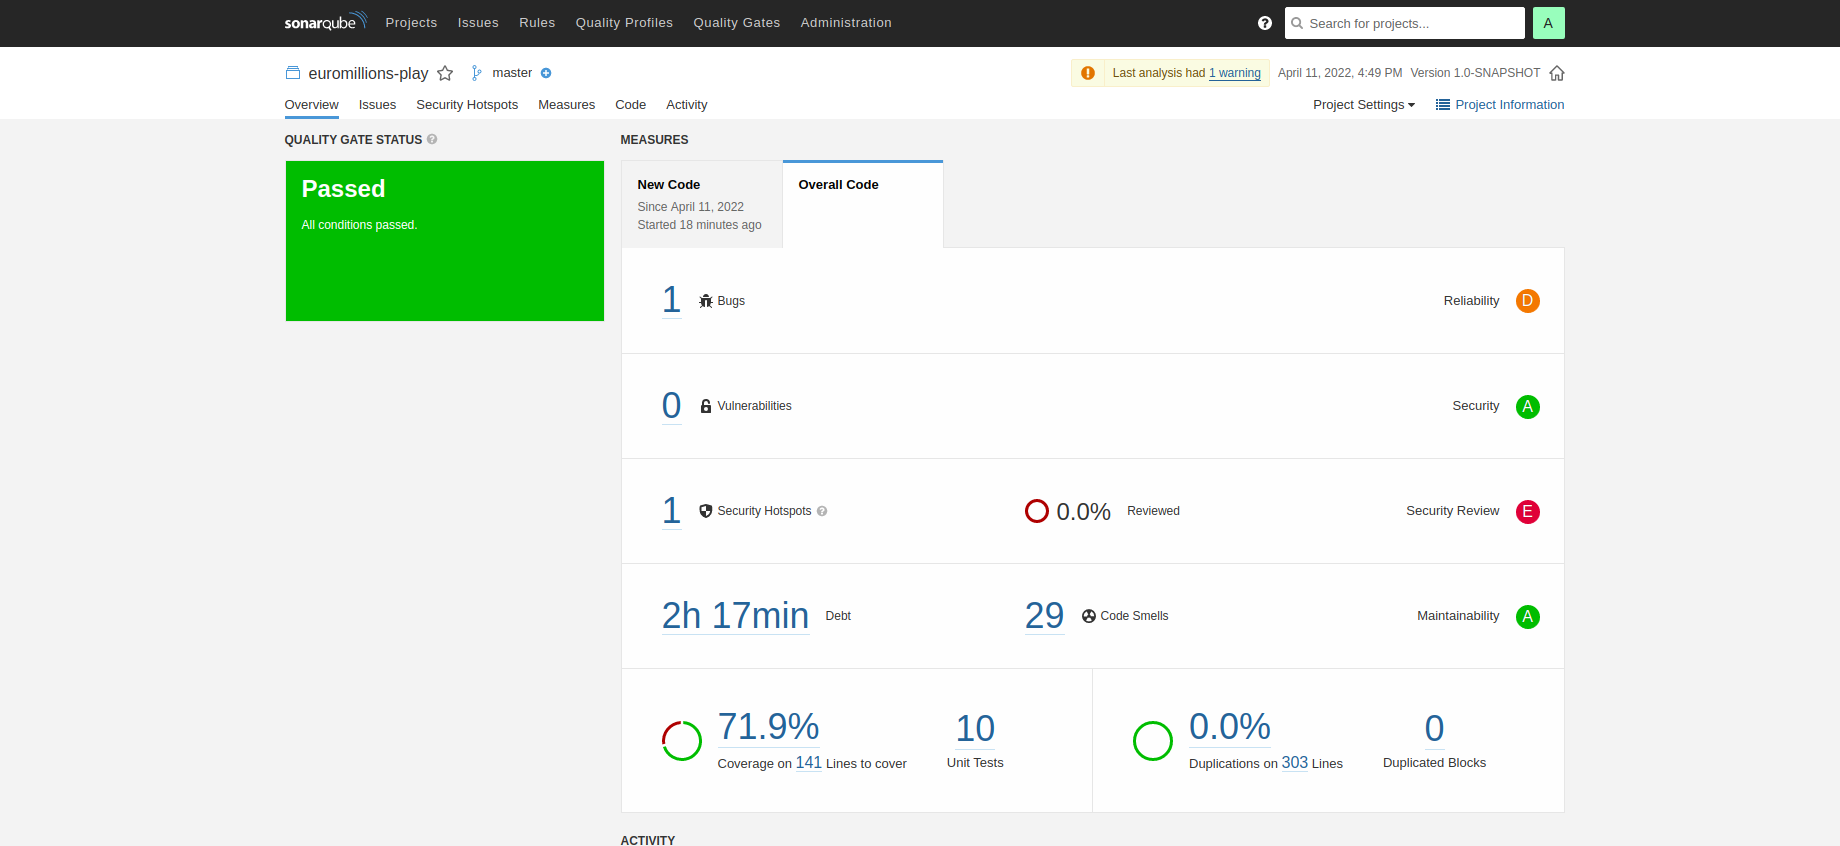 sonarqube Projects Issues Rules Quality Profiles Quality Gates Administration ? Search for projects... A
euromillions-play master Last analysis had 1 warning April 11, 2022, 4:49 PM Version 1.0-SNAPSHOT
Overview Issues Security Hotspots Measures Code Activity Project Settings Project Information
QUALITY GATE STATUS ?
Passed
All conditions passed.
MEASURES
New Code
Since April 11, 2022
Started 18 minutes ago
Overall Code
1 Bugs Reliability D
0 Vulnerabilities Security A
1 Security Hotspots ? 0.0% Reviewed Security Review E
2h 17min Debt 29 Code Smells Maintainability A
71.9%
Coverage on 141 Lines to cover
10
Unit Tests
0.0%
Duplications on 303 Lines
0
Duplicated Blocks
ACTIVITY